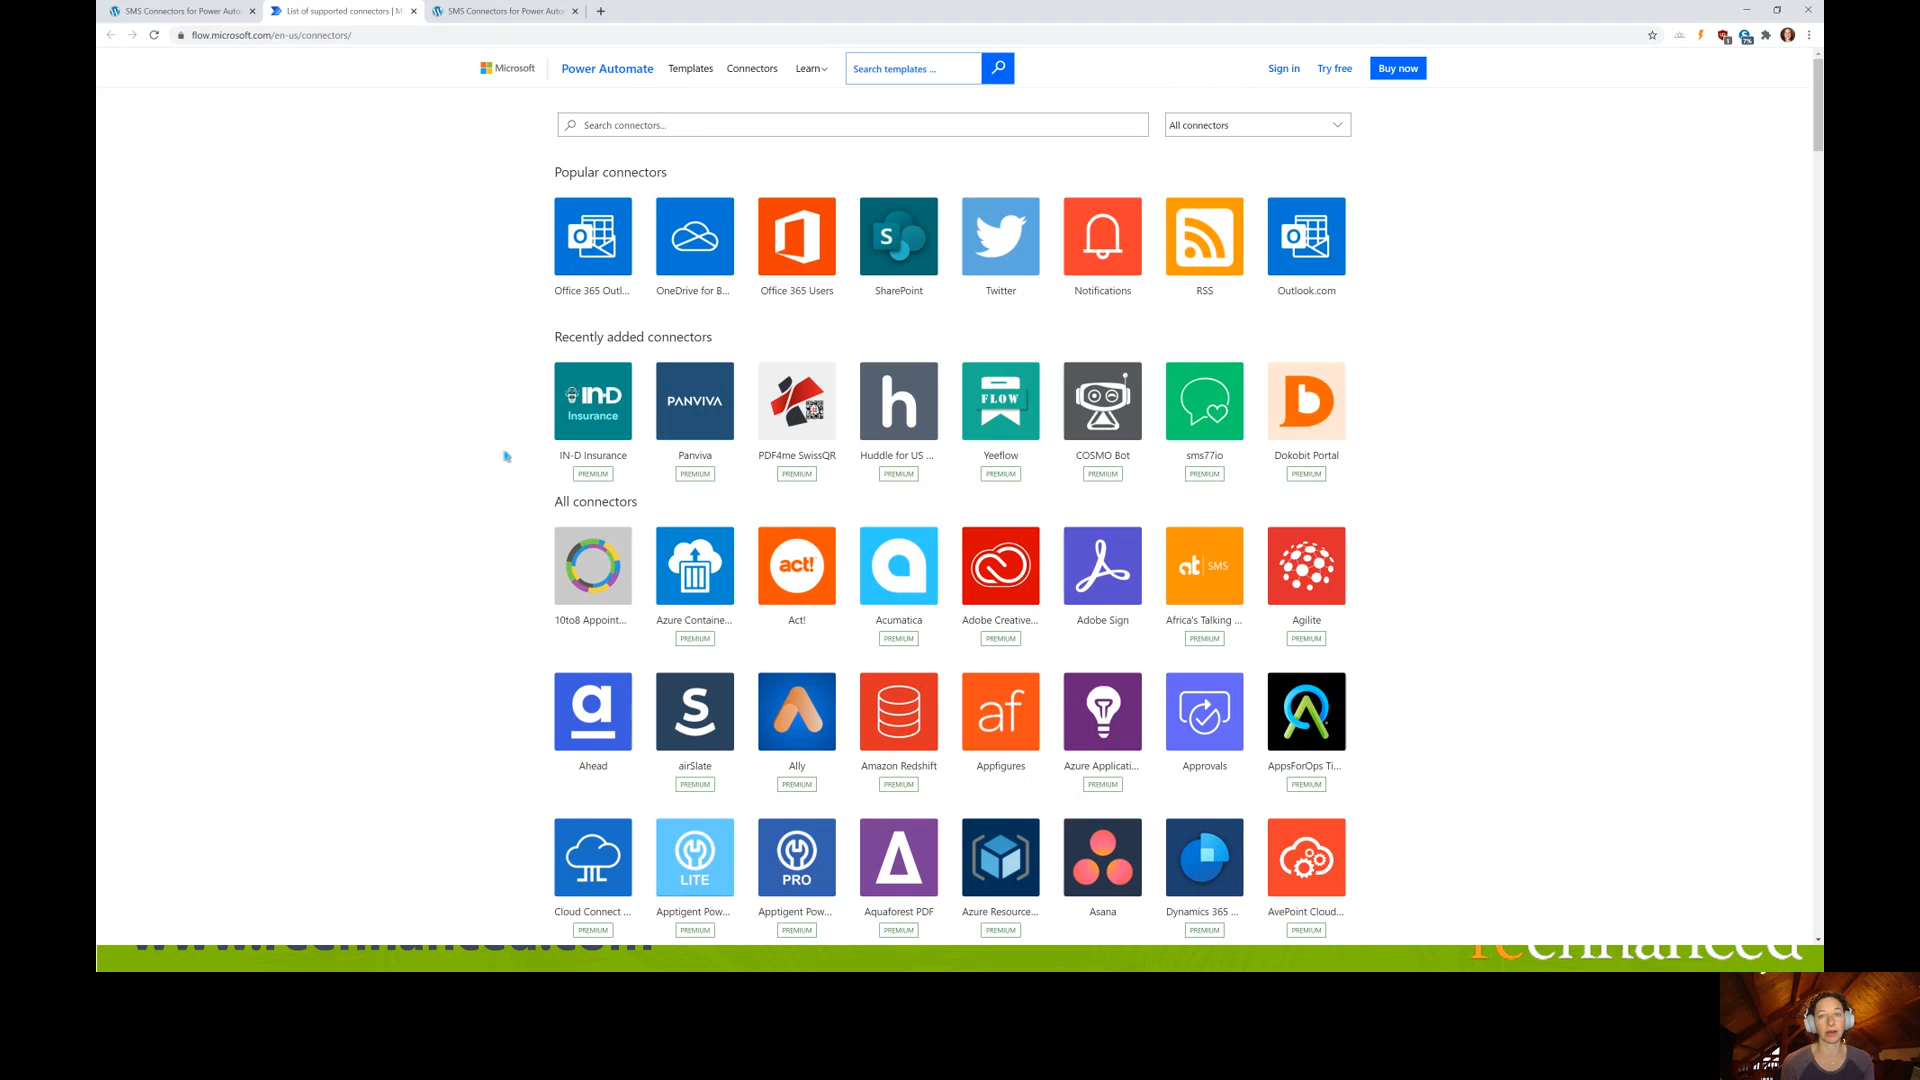 SMS Connectors for Power Autom
List of supported connectors | M
SMS Connectors for Power Autom
flow.microsoft.com/en-us/connectors/
Microsoft
Power Automate
Templates
Connectors
Learn
Search templates ...
Sign in
Try free
Buy now
Search connectors...
All connectors
Popular connectors
Office 365 Outl...
OneDrive for B...
Office 365 Users
SharePoint
Twitter
Notifications
RSS
Outlook.com
Recently added connectors
IN-D
Insurance
PANVIVA
FLOW
IN-D Insurance
Panviva
PDF4me SwissQR
Huddle for US ...
Yeeflow
COSMO Bot
sms77io
Dokobit Portal
PREMIUM PREMIUM PREMIUM PREMIUM PREMIUM PREMIUM PREMIUM PREMIUM
All connectors
act!
at | SMS
10to8 Appoint...
Azure Containe...
Act!
Acumatica
Adobe Creative...
Adobe Sign
Africa's Talking ...
Agilite
PREMIUM PREMIUM PREMIUM PREMIUM PREMIUM
a
S
af
Ahead
airSlate
Ally
Amazon Redshift
Appfigures
Azure Applicati...
Approvals
AppsForOps Ti...
PREMIUM PREMIUM PREMIUM PREMIUM PREMIUM
LITE
PRO
Cloud Connect ...
Apptigent Pow...
Apptigent Pow...
Aquaforest PDF
Azure Resource...
Asana
Dynamics 365 ...
AvePoint Cloud...
PREMIUM PREMIUM PREMIUM PREMIUM PREMIUM PREMIUM PREMIUM
www.reenhanced.com
reenhanced